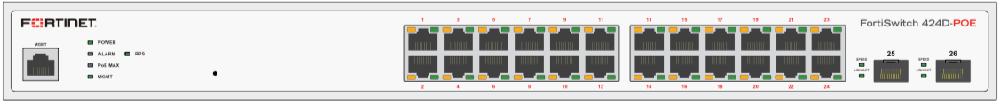 FORTINET
MGMT
POWER
ALARM RPS
PoE MAX
MGMT
1 3 5 7 9 11 13 15 17 19 21 23
2 4 6 8 10 12 14 16 18 20 22 24
FortiSwitch 424D-POE
25 26
SPEED SPEED
LINK/ACT LINK/ACT